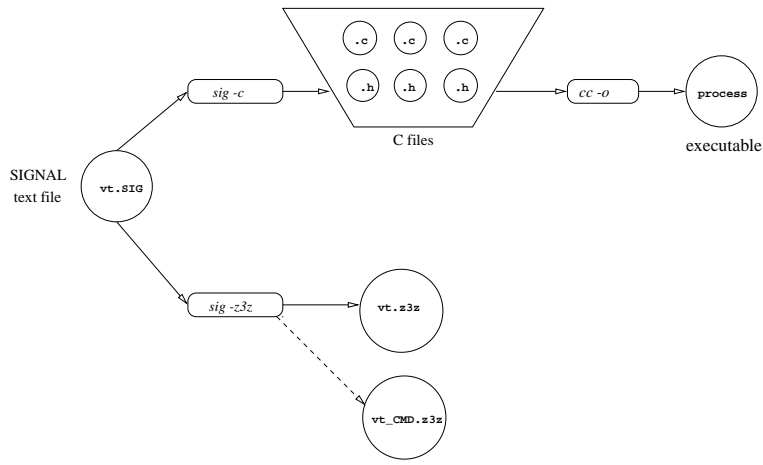 .c .c .c
.h .h .h
sig -c
cc -o
process
C files
executable
SIGNAL
text file
vt.SIG
sig -z3z
vt.z3z
vt_CMD.z3z